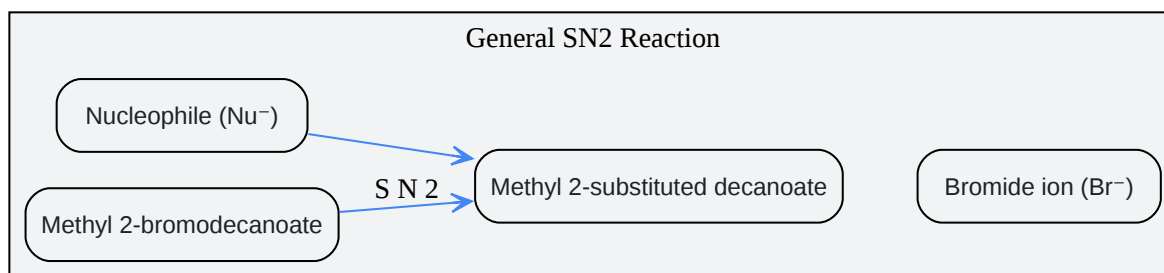 General SN2 Reaction
Nucleophile (Nu⁻)
Methyl 2-bromodecanoate
S N 2
Methyl 2-substituted decanoate
Bromide ion (Br⁻)